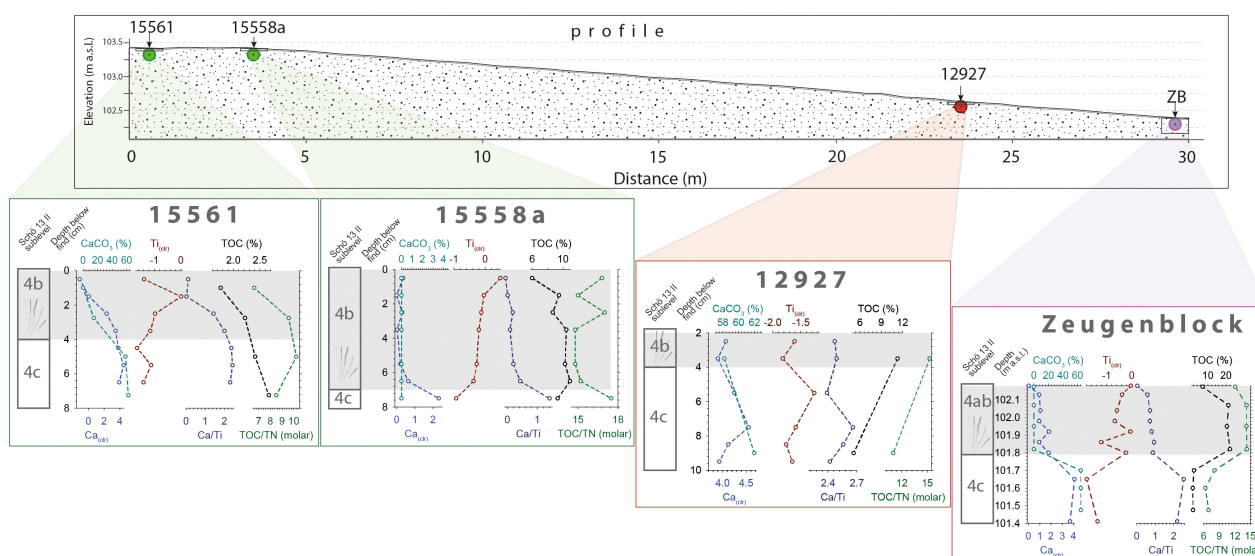 profile
15561
15558a
12927
ZB
Elevation (m a.s.l.)
103.5
103.0
102.5
0 5 10 15 20 25 30
Distance (m)
15561
Schö 13 II
sublevel
Depth below
find (cm)
CaCO₃ (%)
0 20 40 60
Ti(clr)
-1 0
TOC (%)
2.0 2.5
4b
4c
0
2
4
6
8
0 2 4
Ca(clr)
0 1 2
Ca/Ti
7 8 9 10
TOC/TN (molar)
15558a
Schö 13 II
sublevel
Depth below
find (cm)
CaCO₃ (%)
0 1 2 3 4
Ti(clr)
-1 0
TOC (%)
6 10
4b
4c
0
2
4
6
8
0 1 2
Ca(clr)
0 1
Ca/Ti
15 18
TOC/TN (molar)
12927
Schö 13 II
sublevel
Depth below
find (cm)
CaCO₃ (%)
58 60 62
Ti(clr)
-2.0 -1.5
TOC (%)
6 9 12
4b
4c
2
4
6
8
10
4.0 4.5
Ca(clr)
2.4 2.7
Ca/Ti
12 15
TOC/TN (molar)
Zeugenblock
Schö 13 II
sublevel
Depth
(m a.s.l.)
CaCO₃ (%)
0 20 40 60
Ti(clr)
-1 0
TOC (%)
10 20
4ab
4c
102.1
102.0
101.9
101.8
101.7
101.6
101.5
101.4
0 1 2 3 4
Ca(clr)
0 1 2
Ca/Ti
6 9 12 15
TOC/TN (molar)